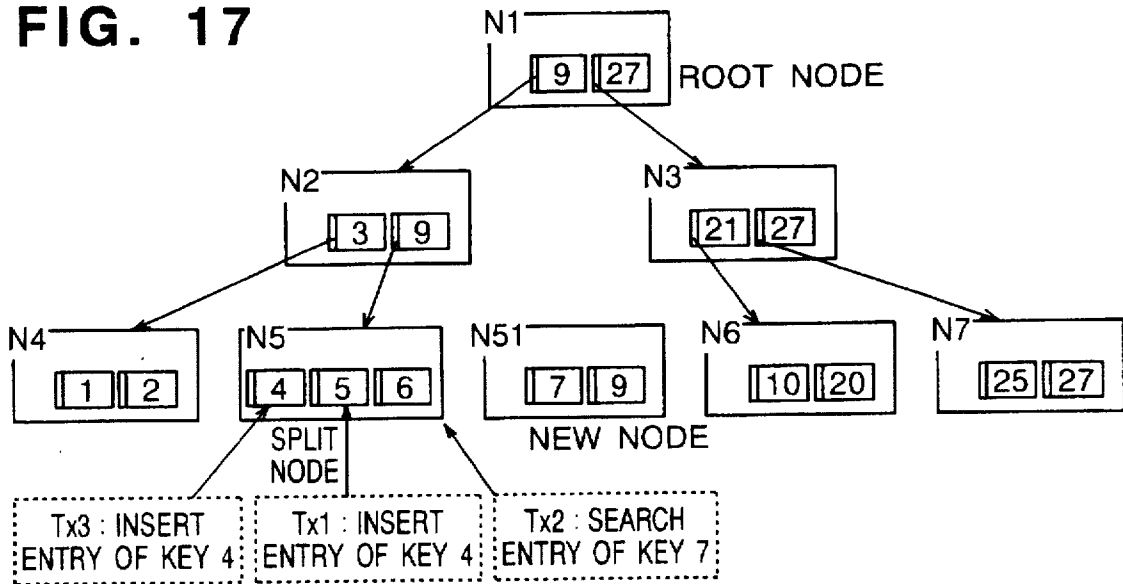 FIG. 17
N1
9 27
ROOT NODE
N2
3 9
N3
21 27
N4
1 2
N5
4 5 6
N51
7 9
N6
10 20
N7
25 27
SPLIT
NODE
NEW NODE
Tx3 : INSERT
ENTRY OF KEY 4
Tx1 : INSERT
ENTRY OF KEY 4
Tx2 : SEARCH
ENTRY OF KEY 7